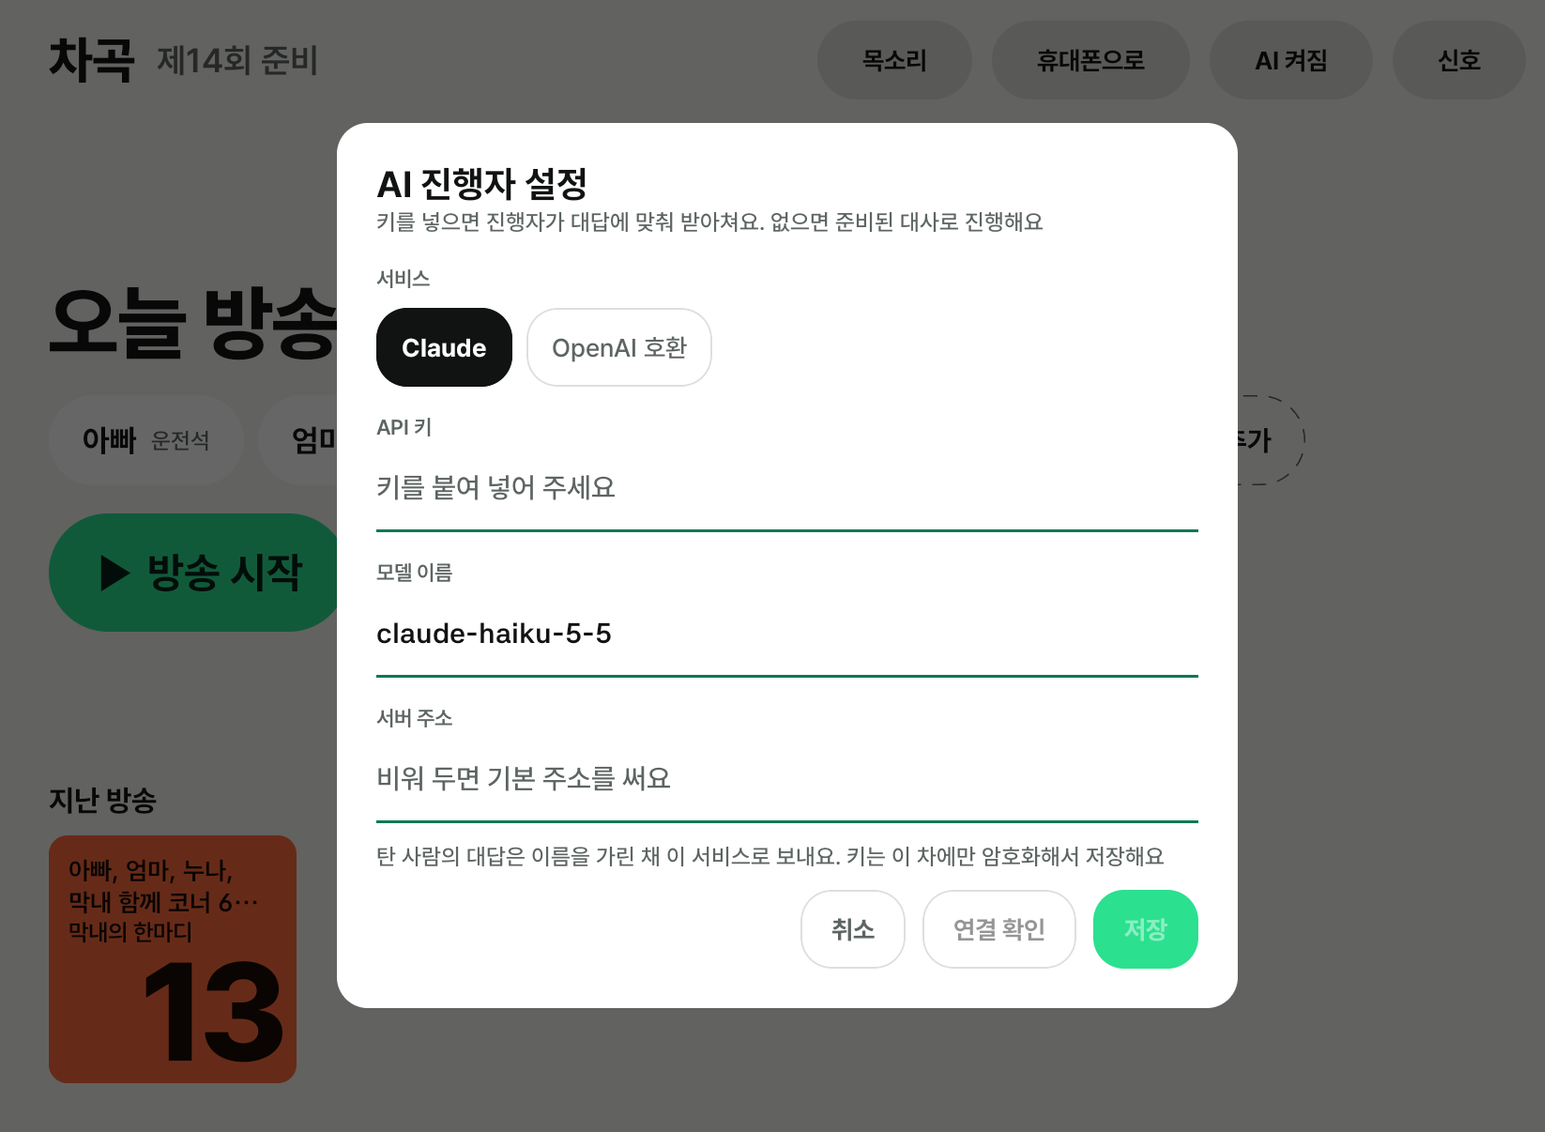 차곡 제14회 준비
목소리
휴대폰으로
AI 켜짐
신호
AI 진행자 설정
키를 넣으면 진행자가 대답에 맞춰 받아쳐요. 없으면 준비된 대사로 진행해요
서비스
Claude
OpenAI 호환
API 키
키를 붙여 넣어 주세요
모델 이름
claude-haiku-5-5
서버 주소
비워 두면 기본 주소를 써요
탄 사람의 대답은 이름을 가린 채 이 서비스로 보내요. 키는 이 차에만 암호화해서 저장해요
취소
연결 확인
저장
오늘 방송
아빠 운전석
엄마
▶ 방송 시작
지난 방송
아빠, 엄마, 누나,
막내 함께 코너 6…
막내의 한마디
13